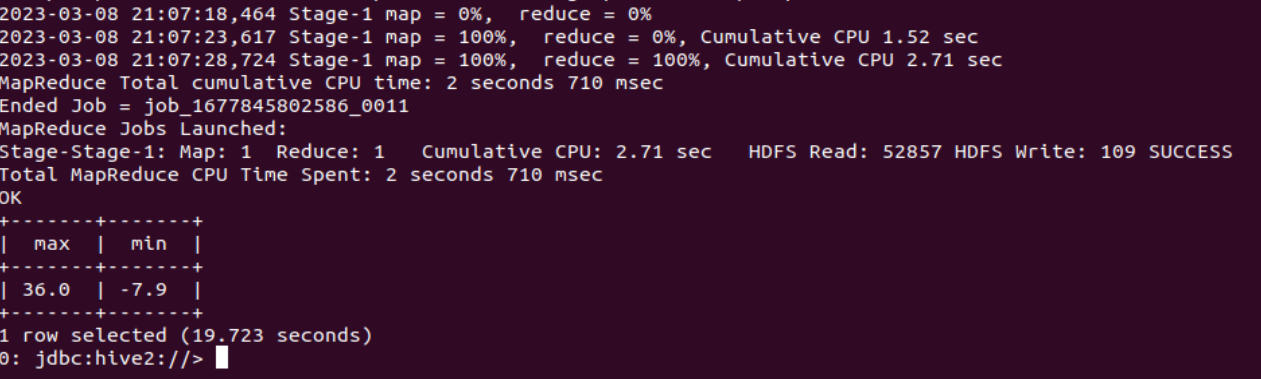 2023-03-08 21:07:18,464 Stage-1 map = 0%,  reduce = 0%
2023-03-08 21:07:23,617 Stage-1 map = 100%,  reduce = 0%, Cumulative CPU 1.52 sec
2023-03-08 21:07:28,724 Stage-1 map = 100%,  reduce = 100%, Cumulative CPU 2.71 sec
MapReduce Total cumulative CPU time: 2 seconds 710 msec
Ended Job = job_1677845802586_0011
MapReduce Jobs Launched:
Stage-Stage-1: Map: 1  Reduce: 1   Cumulative CPU: 2.71 sec   HDFS Read: 52857 HDFS Write: 109 SUCCESS
Total MapReduce CPU Time Spent: 2 seconds 710 msec
OK
+-------+-------+
|  max  |  min  |
+-------+-------+
| 36.0  | -7.9  |
+-------+-------+
1 row selected (19.723 seconds)
0: jdbc:hive2://>